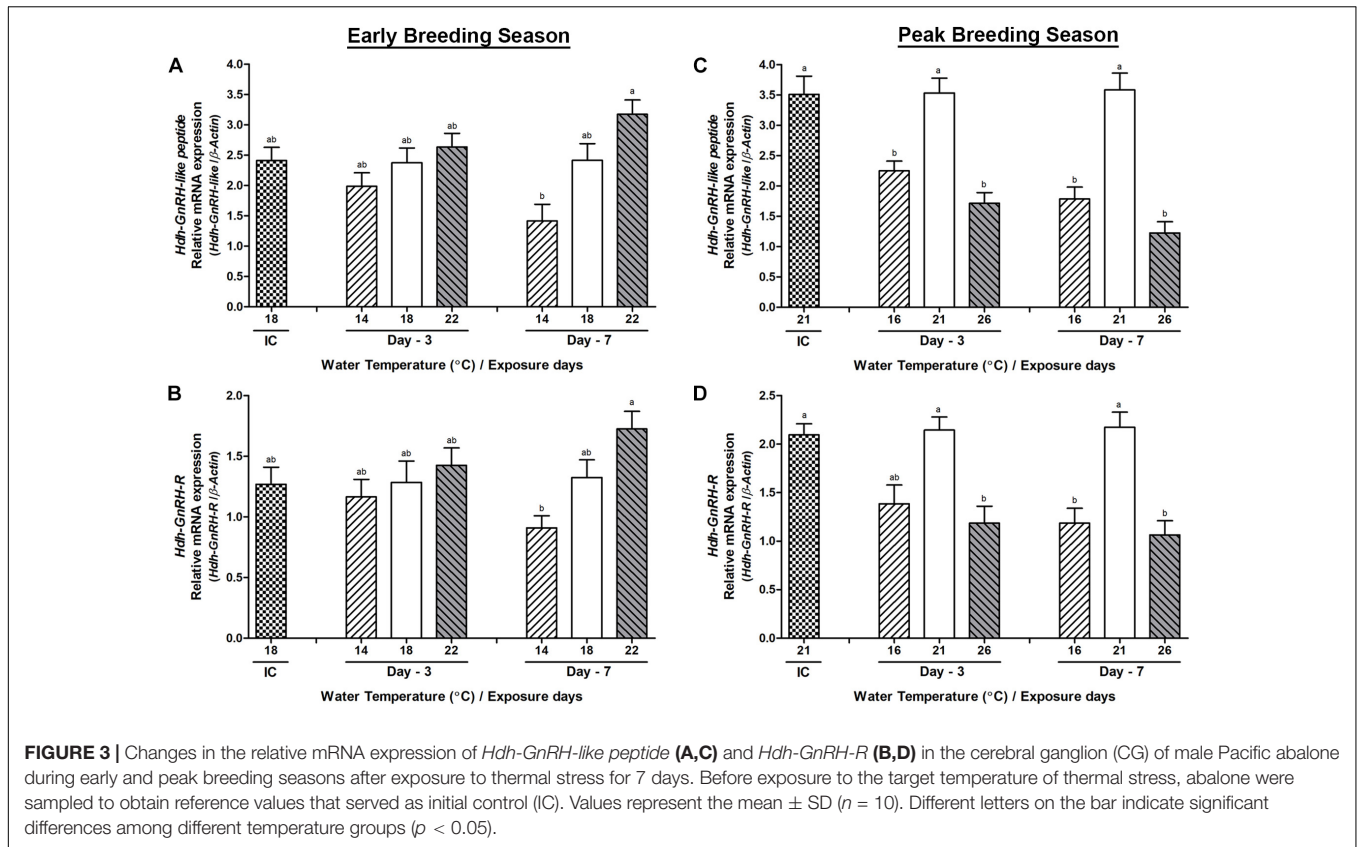 Early Breeding Season
Peak Breeding Season
A
Hdh-GnRH-like peptide
Relative mRNA expression
(Hdh-GnRH-like /β-Actin)
4.0
3.5
3.0
2.5
2.0
1.5
1.0
0.5
0.0
ab
ab
ab
ab
b
ab
a
18 14 18 22 14 18 22
IC Day - 3 Day - 7
Water Temperature (°C) / Exposure days
C
Hdh-GnRH-like peptide
Relative mRNA expression
(Hdh-GnRH-like /β-Actin)
4.0
3.5
3.0
2.5
2.0
1.5
1.0
0.5
0.0
a
b
a
b
b
a
b
21 16 21 26 16 21 26
IC Day - 3 Day - 7
Water Temperature (°C) / Exposure days
B
Hdh-GnRH-R
Relative mRNA expression
(Hdh-GnRH-R /β-Actin)
2.0
1.5
1.0
0.5
0.0
ab
ab
ab
ab
b
ab
a
18 14 18 22 14 18 22
IC Day - 3 Day - 7
Water Temperature (°C) / Exposure days
D
Hdh-GnRH-R
Relative mRNA expression
(Hdh-GnRH-R /β-Actin)
2.5
2.0
1.5
1.0
0.5
0.0
a
ab
a
b
b
a
b
21 16 21 26 16 21 26
IC Day - 3 Day - 7
Water Temperature (°C) / Exposure days
FIGURE 3 | Changes in the relative mRNA expression of Hdh-GnRH-like peptide (A,C) and Hdh-GnRH-R (B,D) in the cerebral ganglion (CG) of male Pacific abalone
during early and peak breeding seasons after exposure to thermal stress for 7 days. Before exposure to the target temperature of thermal stress, abalone were
sampled to obtain reference values that served as initial control (IC). Values represent the mean ± SD (n = 10). Different letters on the bar indicate significant
differences among different temperature groups (p < 0.05).